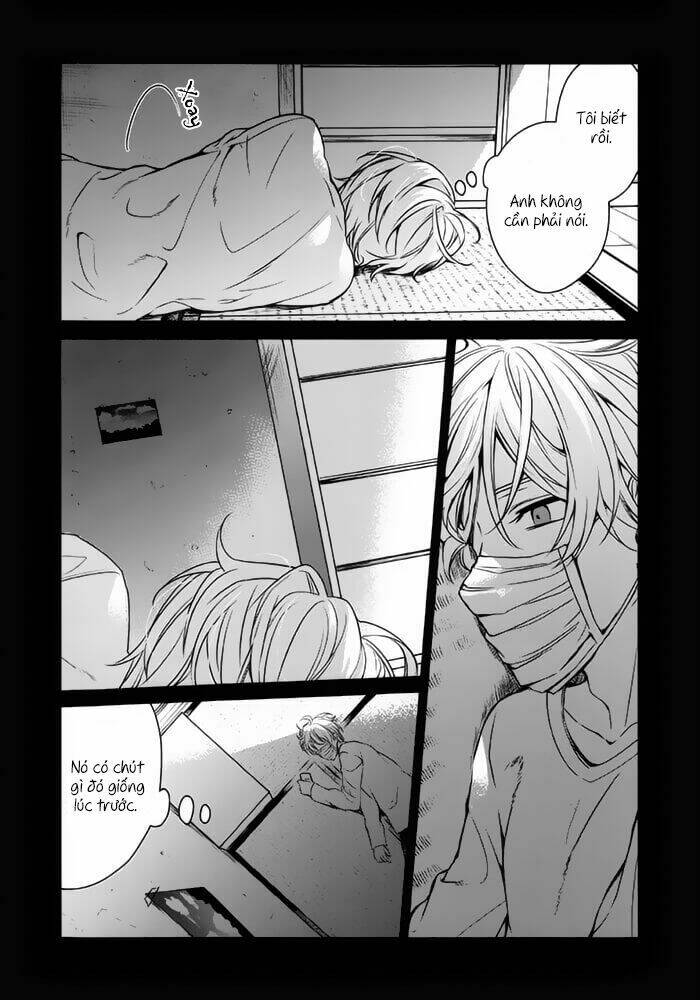 Tôi biết
rồi.
Anh không
cần phải nói.
Xoay
Nó có chút
gì đó giống
lúc trước.